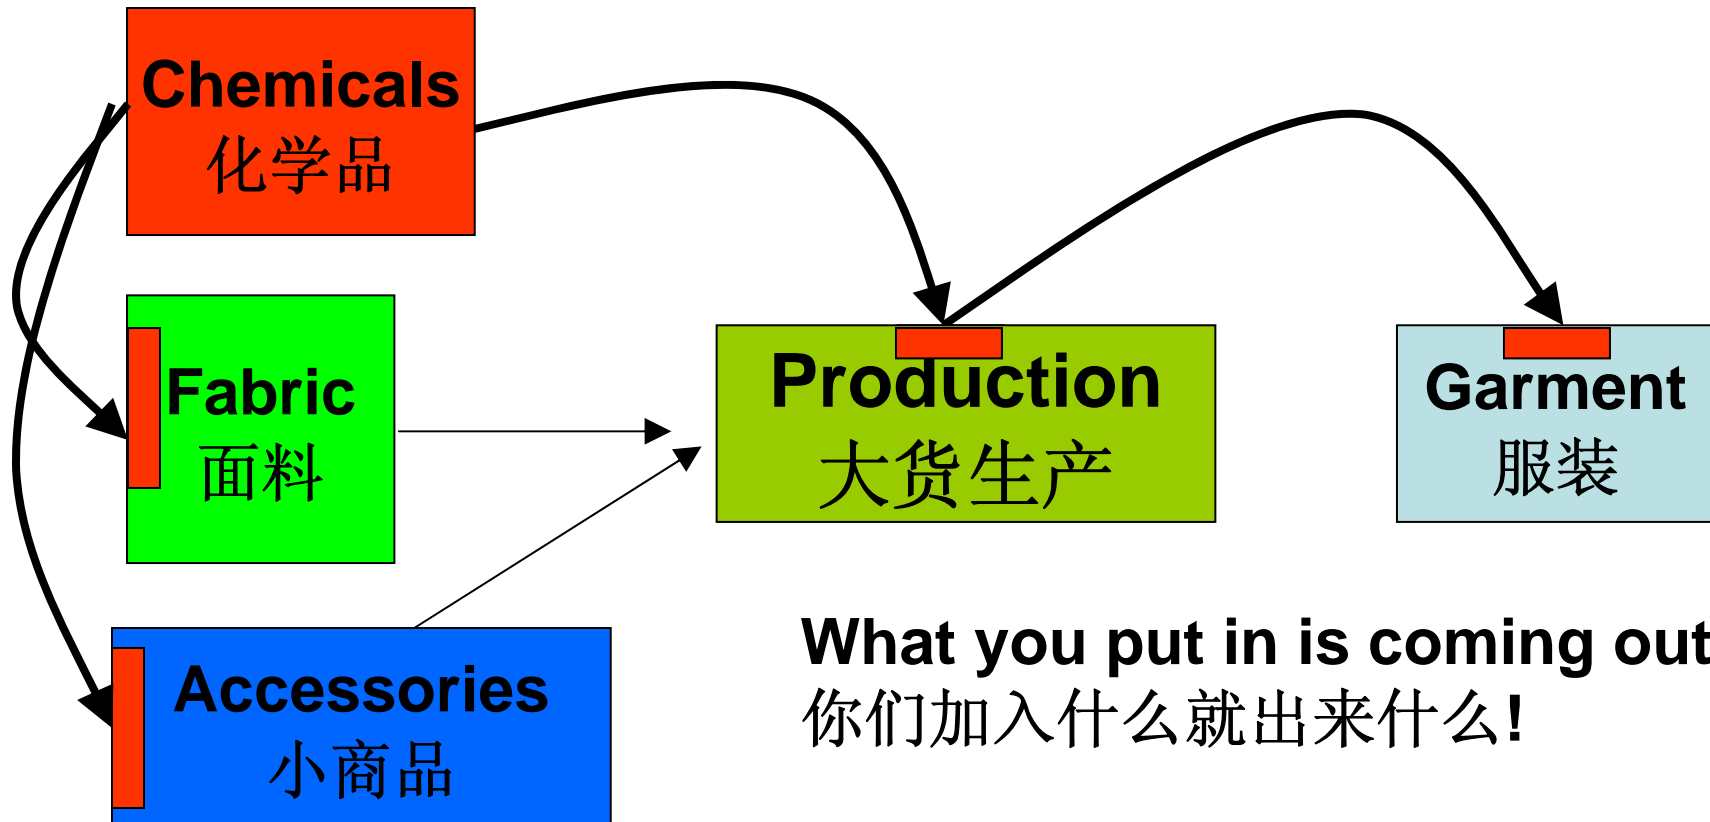 Chemicals
化学品
Fabric
面料
Production
大货生产
Garment
服装
Accessories
小商品
What you put in is coming out
你们加入什么就出来什么!